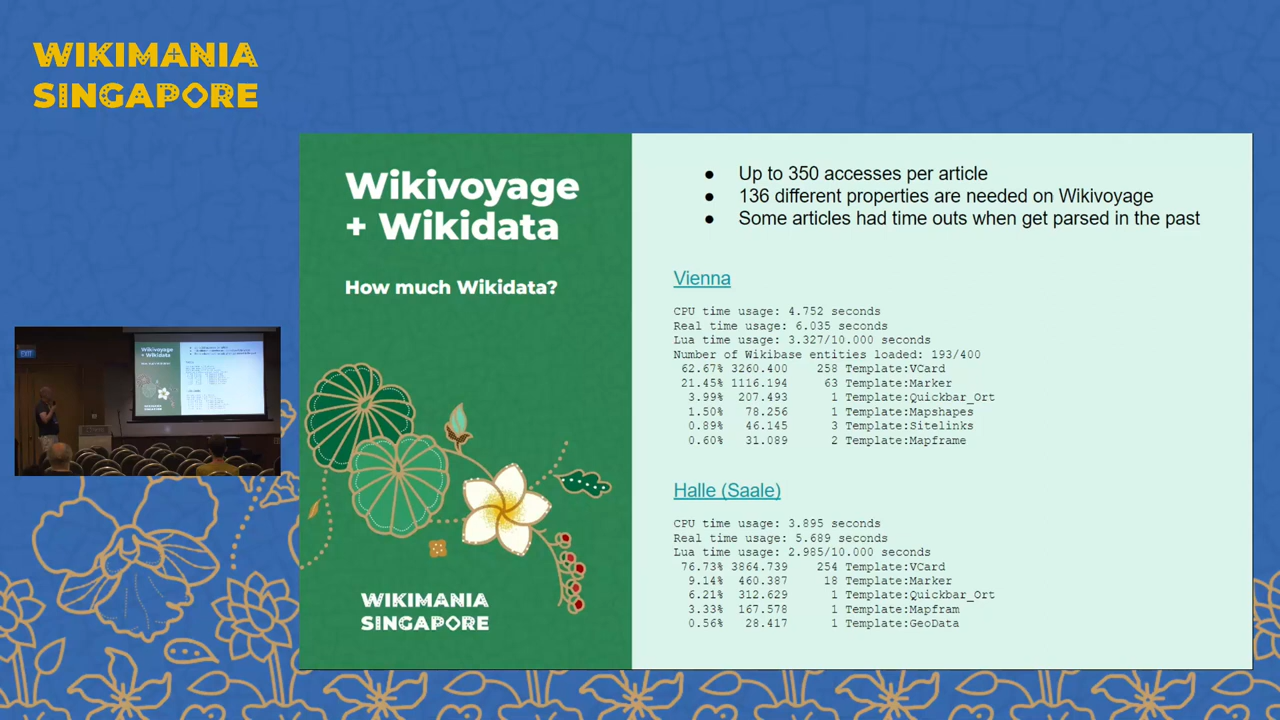 WIKIMANIA
SINGAPORE
Wikivoyage
+ Wikidata
How much Wikidata?
WIKIMANIA
SINGAPORE
● Up to 350 accesses per article
● 136 different properties are needed on Wikivoyage
● Some articles had time outs when get parsed in the past
Vienna
CPU time usage: 4.752 seconds
Real time usage: 6.035 seconds
Lua time usage: 3.327/10.000 seconds
Number of Wikibase entities loaded: 193/400
62.67% 3260.400 258 Template:VCard
21.45% 1116.194 63 Template:Marker
3.99% 207.493 1 Template:Quickbar_Ort
1.50% 78.256 1 Template:Mapshapes
0.89% 46.145 3 Template:Sitelinks
0.60% 31.089 2 Template:Mapframe
Halle (Saale)
CPU time usage: 3.895 seconds
Real time usage: 5.689 seconds
Lua time usage: 2.985/10.000 seconds
76.73% 3864.739 254 Template:VCard
9.14% 460.387 18 Template:Marker
6.21% 312.629 1 Template:Quickbar_Ort
3.33% 167.578 1 Template:Mapfram
0.56% 28.417 1 Template:GeoData
EXIT
Wikivoyage
+ Wikidata
WIKIMANIA
SINGAPORE